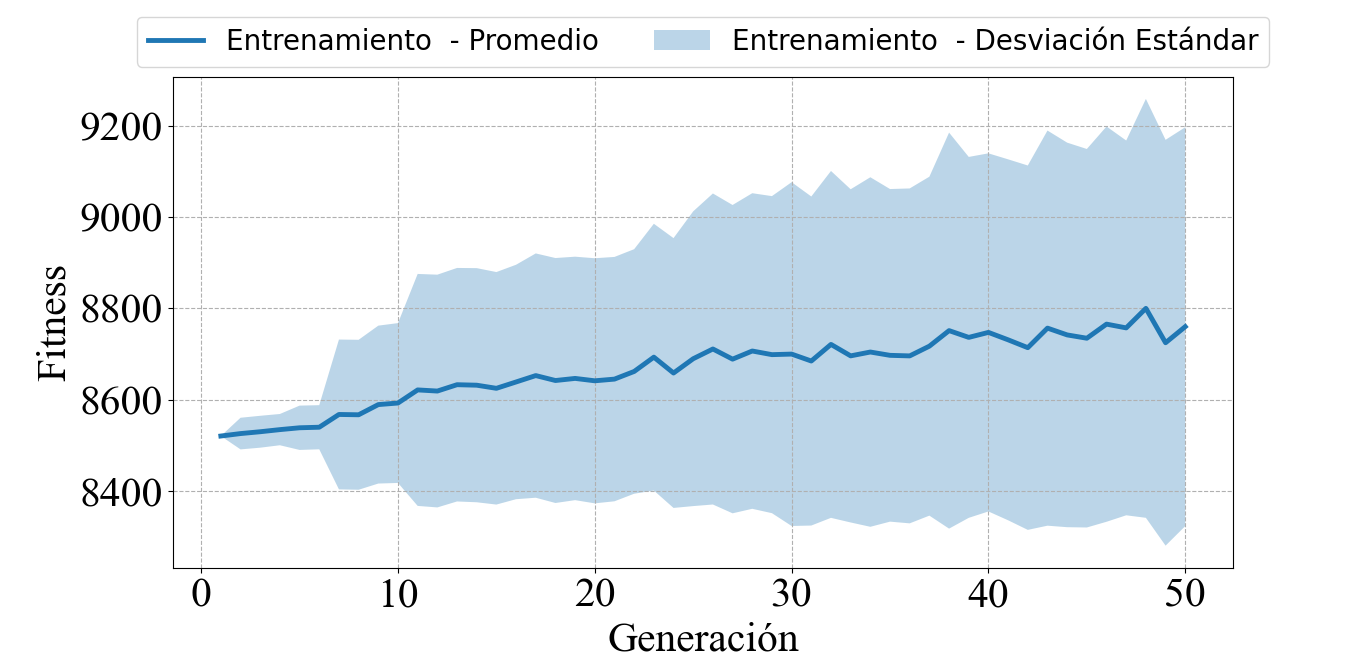 Entrenamiento  - Promedio
Entrenamiento  - Desviación Estándar
Fitness
9200
9000
8800
8600
8400
0 10 20 30 40 50
Generación